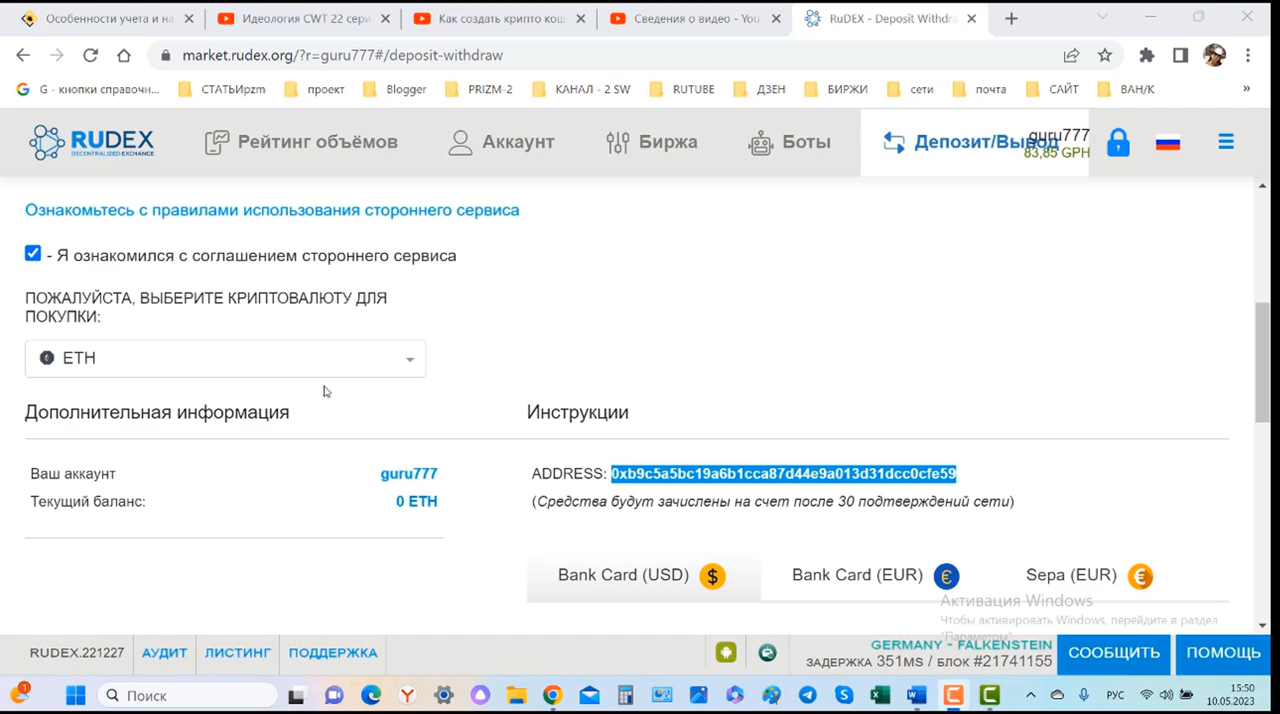 Особенности учета и на
Идеология CWT 22 сери
Как создать крипто кош
Сведения о видео - You
RuDEX - Deposit Withdra
market.rudex.org/?r=guru777#/deposit-withdraw
G - кнопки справочн...
СТАТЬИpzm
проект
Blogger
PRIZM-2
КАНАЛ - 2 SW
RUTUBE
ДЗЕН
БИРЖИ
сети
почта
САЙТ
ВАН/К
»
RUDEX
DECENTRALIZED EXCHANGE
Рейтинг объёмов
Аккаунт
Биржа
Боты
Депозит/Вывод
guru777
83,85 GPH
Ознакомьтесь с правилами использования стороннего сервиса
- Я ознакомился с соглашением стороннего сервиса
ПОЖАЛУЙСТА, ВЫБЕРИТЕ КРИПТОВАЛЮТУ ДЛЯ
ПОКУПКИ:
ETH
Дополнительная информация
Ваш аккаунт guru777
Текущий баланс: 0 ETH
Инструкции
ADDRESS: 0xb9c5a5bc19a6b1cca87d44e9a013d31dcc0cfe59
(Средства будут зачислены на счет после 30 подтверждений сети)
Bank Card (USD) $
Bank Card (EUR) €
Sepa (EUR) €
Активация Windows
Чтобы активировать Windows, перейдите в раздел
"Параметры".
RUDEX.221227
АУДИТ
ЛИСТИНГ
ПОДДЕРЖКА
GERMANY - FALKENSTEIN
ЗАДЕРЖКА 351MS / БЛОК #21741155
СООБЩИТЬ
ПОМОЩЬ
1
Поиск
РУС
15:50
10.05.2023